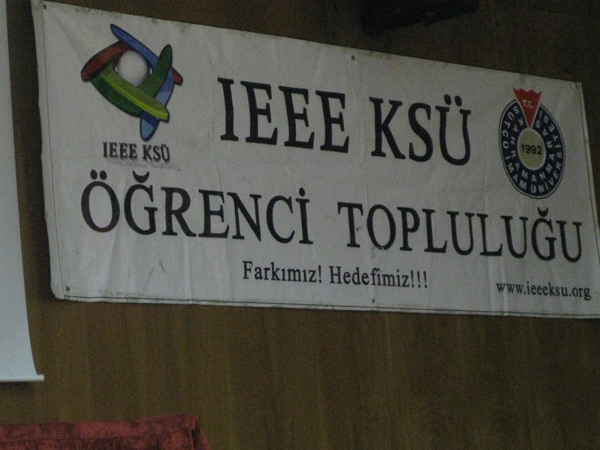 IEEE KSÜ
IEEE KSÜ
T.C.
1992
ÖĞRENCİ TOPLULUĞU
Farkımız! Hedefimiz!!!
www.ieeeksu.org